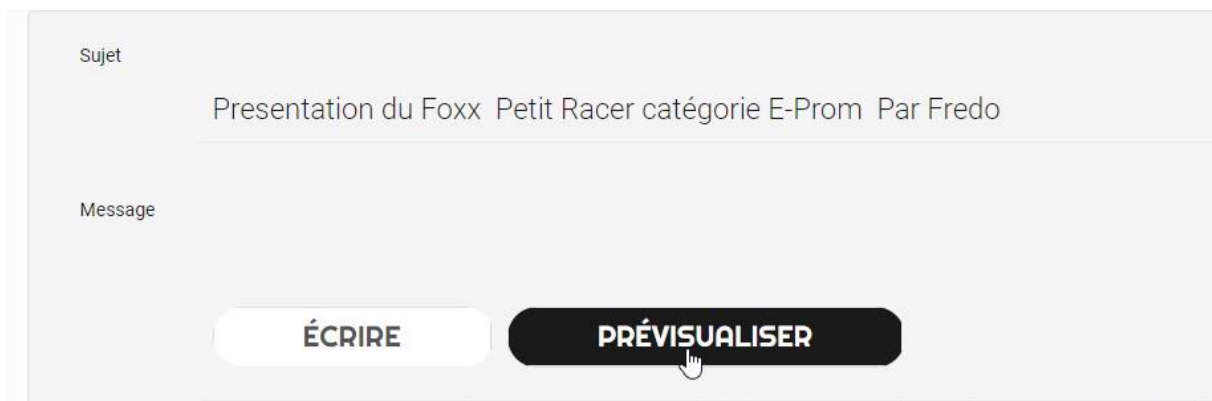 Sujet
Presentation du Foxx Petit Racer catégorie E-Prom Par Fredo
Message
ÉCRIRE PRÉVISUALISER